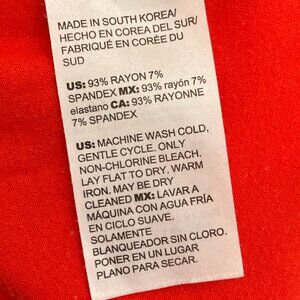 MADE IN SOUTH KOREA/
HECHO EN COREA DEL SUR/
FABRIQUÉ EN CORÉE DU
SUD
US: 93% RAYON 7%
SPANDEX MX: 93% rayón 7%
elastano CA: 93% RAYONNE
7% SPANDEX
US: MACHINE WASH COLD,
GENTLE CYCLE. ONLY
NON-CHLORINE BLEACH.
LAY FLAT TO DRY. WARM
IRON. MAY BE DRY
CLEANED MX: LAVAR A
MÁQUINA CON AGUA FRÍA
EN CICLO SUAVE.
SOLAMENTE
BLANQUEADOR SIN CLORO.
PONER EN UN LUGAR
PLANO PARA SECAR.